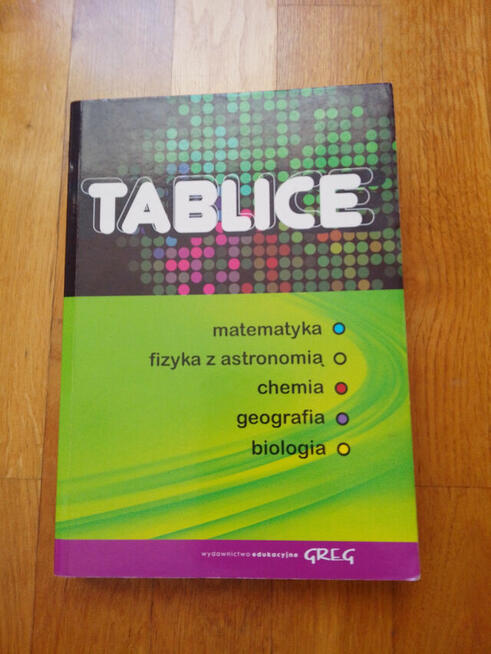 TABLICE
matematyka
fizyka z astronomią
chemia
geografia
biologia
wydawnictwo edukacyjne GREG